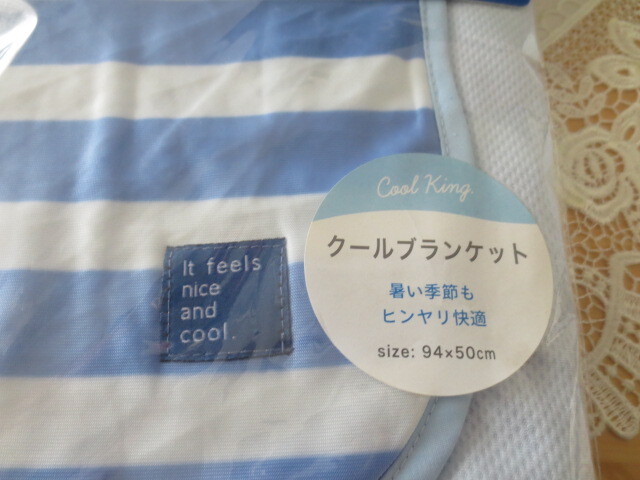 Cool King
クールブランケット
暑い季節も
ヒンヤリ快適
size: 94×50cm
It feels
nice
and
cool.